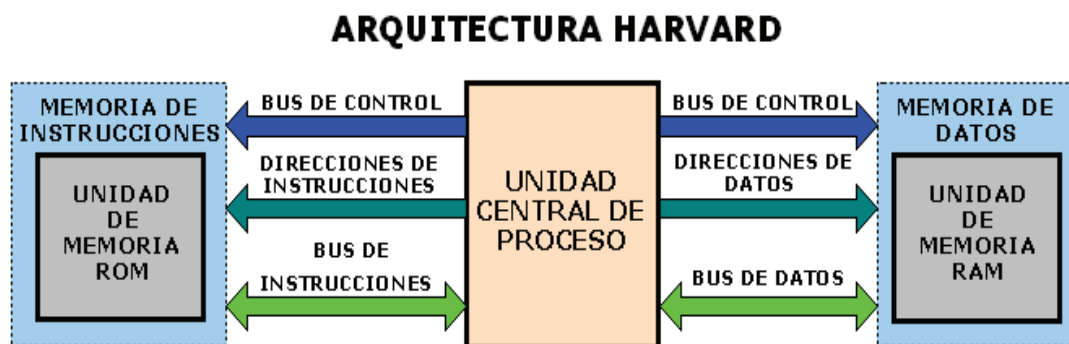 ARQUITECTURA HARVARD
MEMORIA DE
INSTRUCCIONES
UNIDAD
DE
MEMORIA
ROM
BUS DE CONTROL
DIRECCIONES DE
INSTRUCCIONES
BUS DE
INSTRUCCIONES
UNIDAD
CENTRAL DE
PROCESO
BUS DE CONTROL
DIRECCIONES DE
DATOS
BUS DE DATOS
MEMORIA DE
DATOS
UNIDAD
DE
MEMORIA
RAM